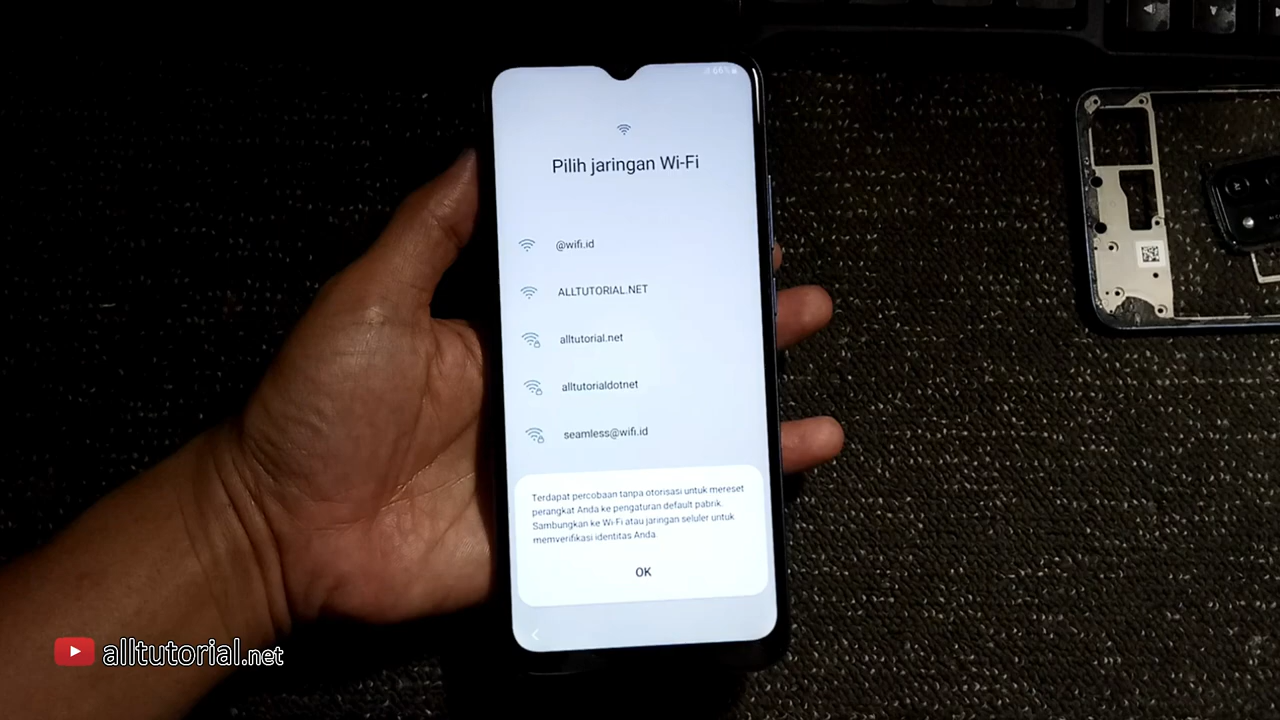 66%
Pilih jaringan Wi-Fi
@wifi.id
ALLTUTORIAL.NET
alltutorial.net
alltutorialdotnet
seamless@wifi.id
Terdapat percobaan tanpa otorisasi untuk mereset
perangkat Anda ke pengaturan default pabrik.
Sambungkan ke Wi-Fi atau jaringan seluler untuk
memverifikasi identitas Anda.
OK
alltutorial.net